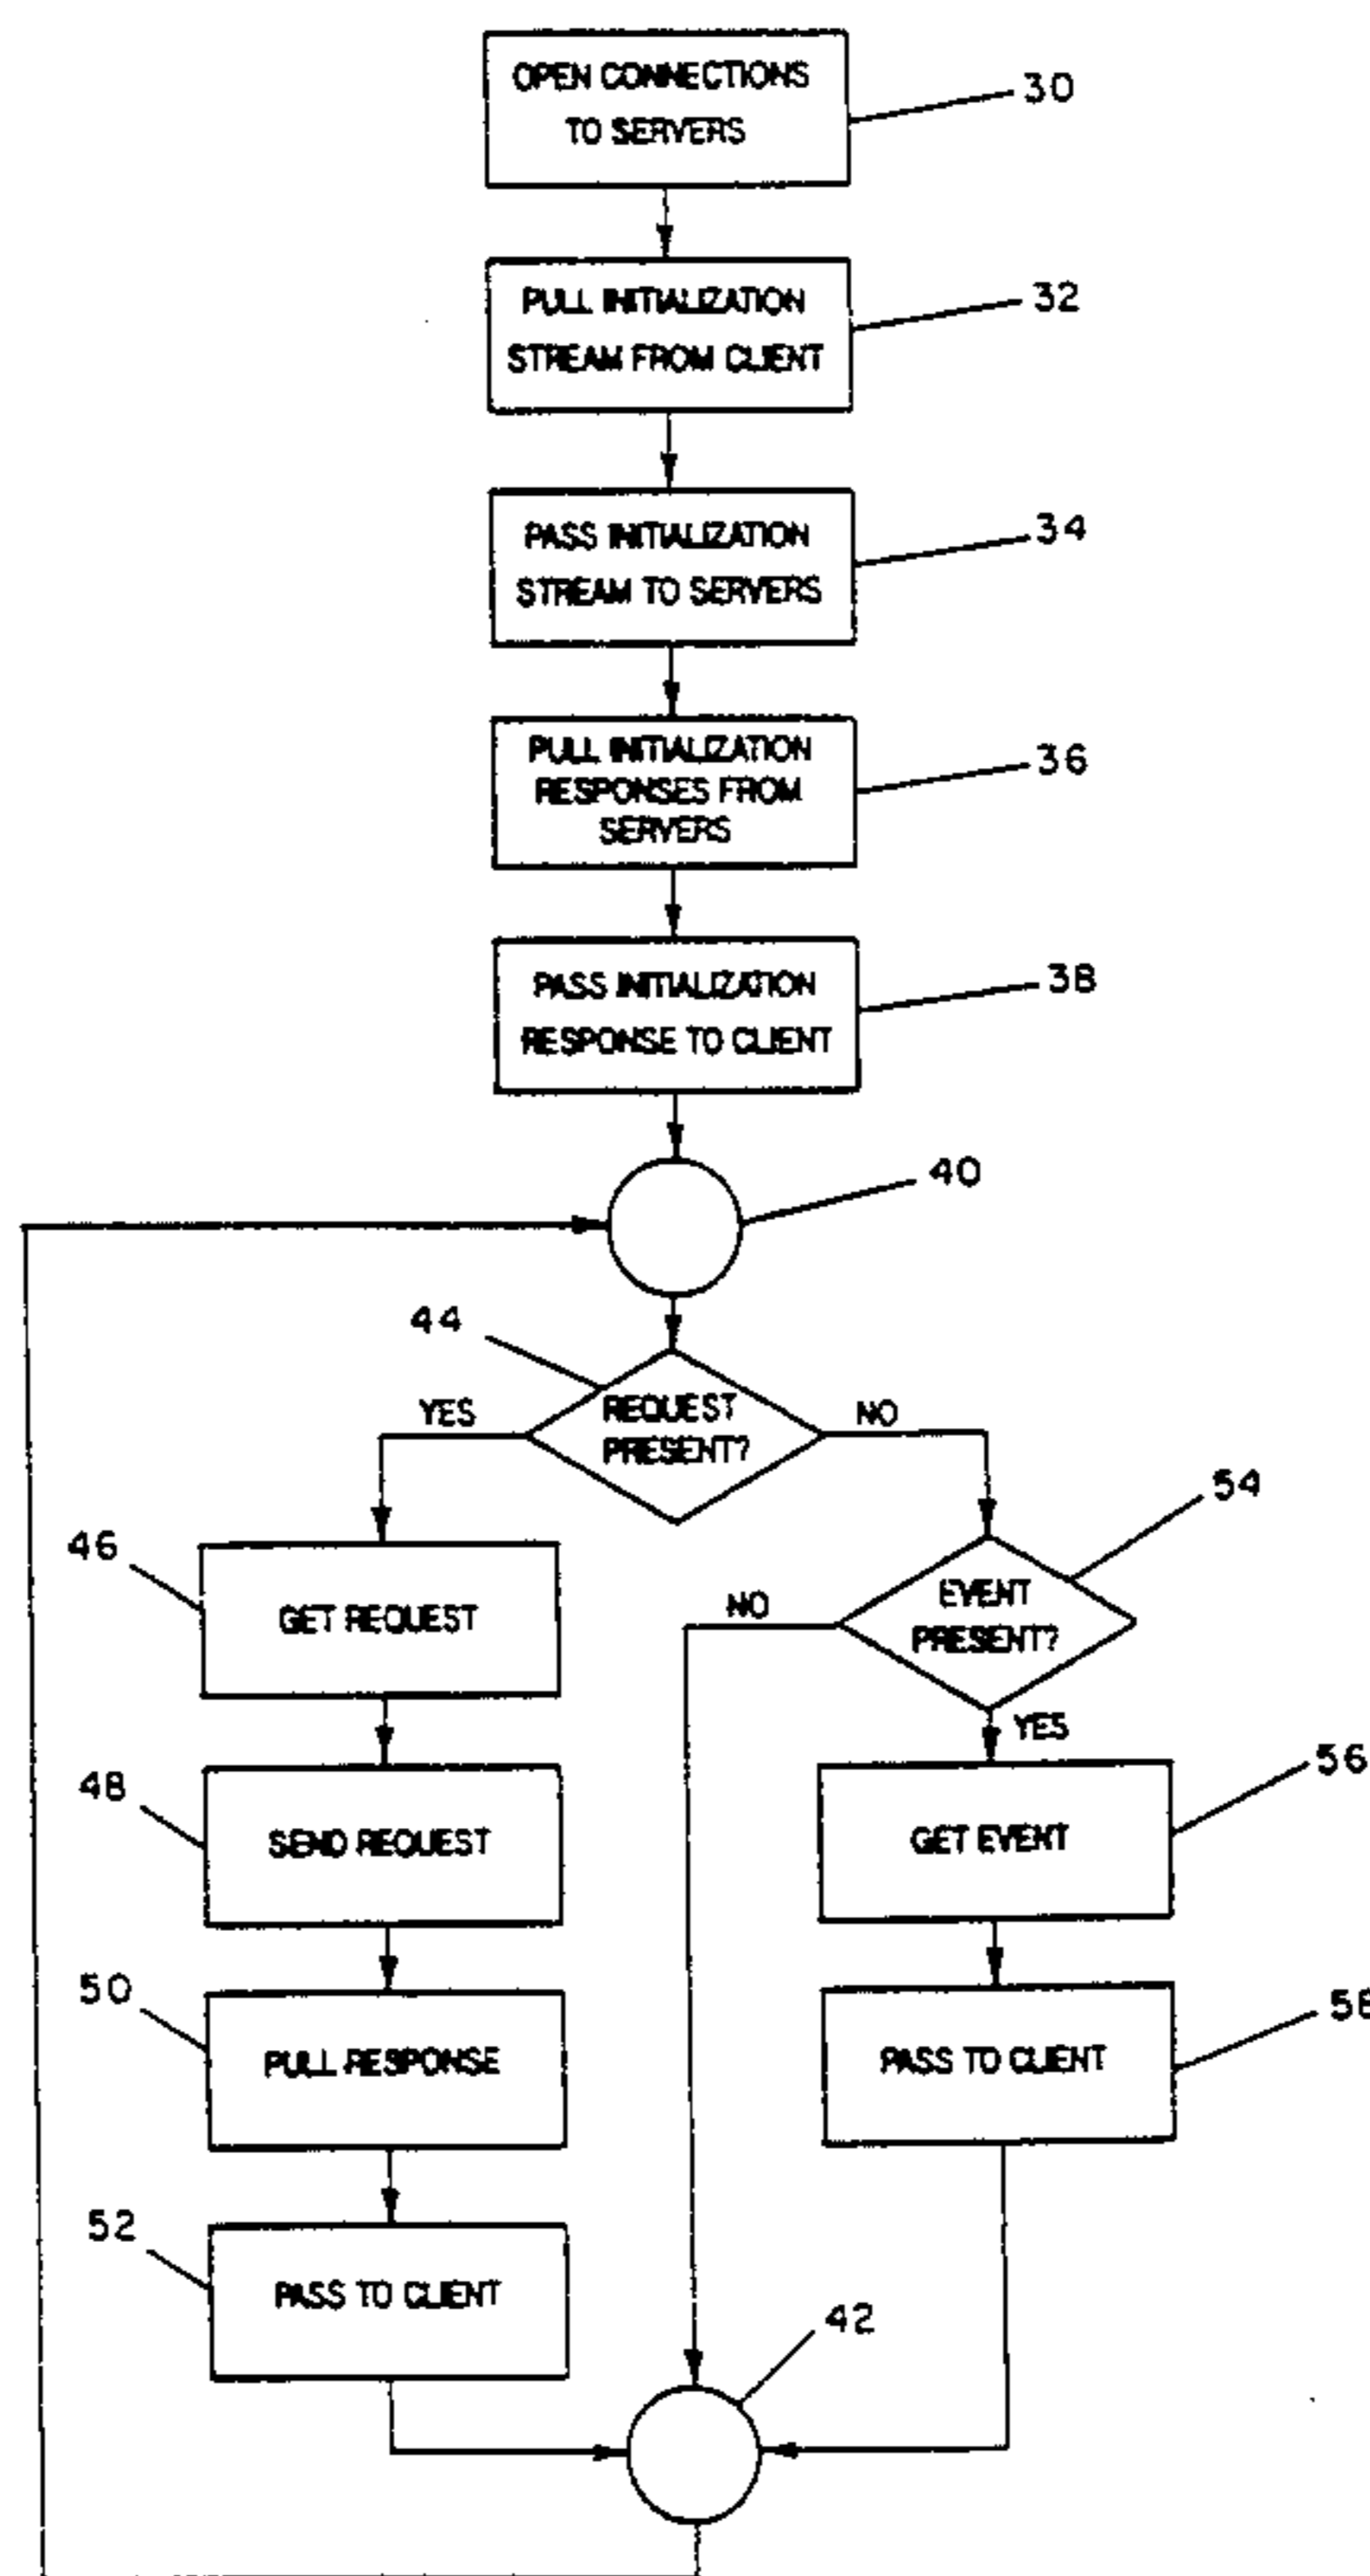 OPEN CONNECTIONS
TO SERVERS
30
PULL INITIALIZATION
STREAM FROM CLIENT
32
PASS INITIALIZATION
STREAM TO SERVERS
34
PULL INITIALIZATION
RESPONSES FROM
SERVERS
36
PASS INITIALIZATION
RESPONSE TO CLIENT
38
40
44
YES
REQUEST
PRESENT?
NO
54
46
GET REQUEST
NO
EVENT
PRESENT?
YES
48
SEND REQUEST
56
GET EVENT
50
PULL RESPONSE
58
PASS TO CLIENT
52
PASS TO CLIENT
42